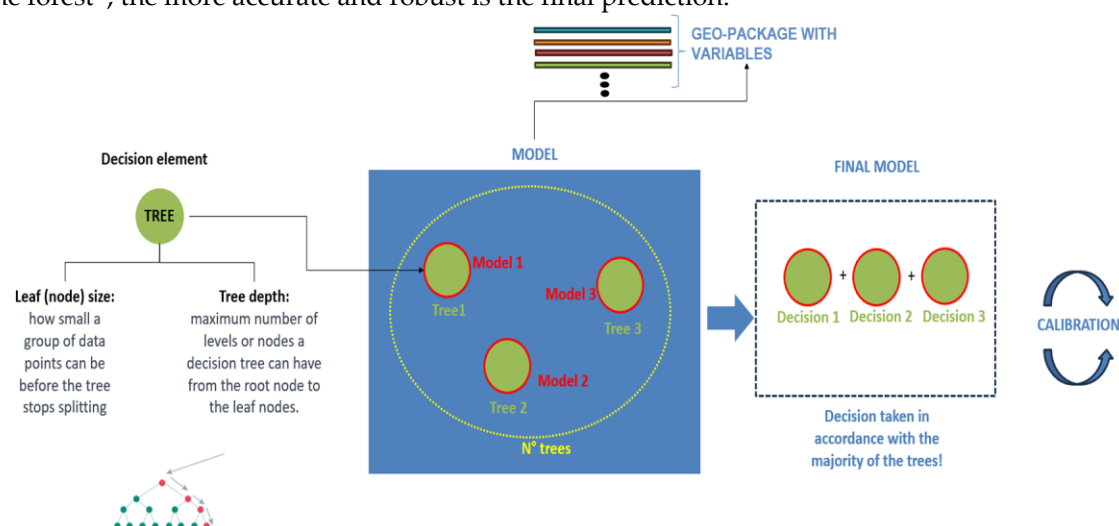 he forest", the more accurate and robust is the final prediction.
GEO-PACKAGE WITH
VARIABLES
MODEL
Decision element
TREE
Leaf (node) size:
how small a
group of data
points can be
before the tree
stops splitting
Tree depth:
maximum number of
levels or nodes a
decision tree can have
from the root node to
the leaf nodes.
Model 1
Tree1
Model 3
Tree 3
Model 2
Tree 2
N° trees
FINAL MODEL
+ +
Decision 1 Decision 2 Decision 3
Decision taken in
accordance with the
majority of the trees!
CALIBRATION